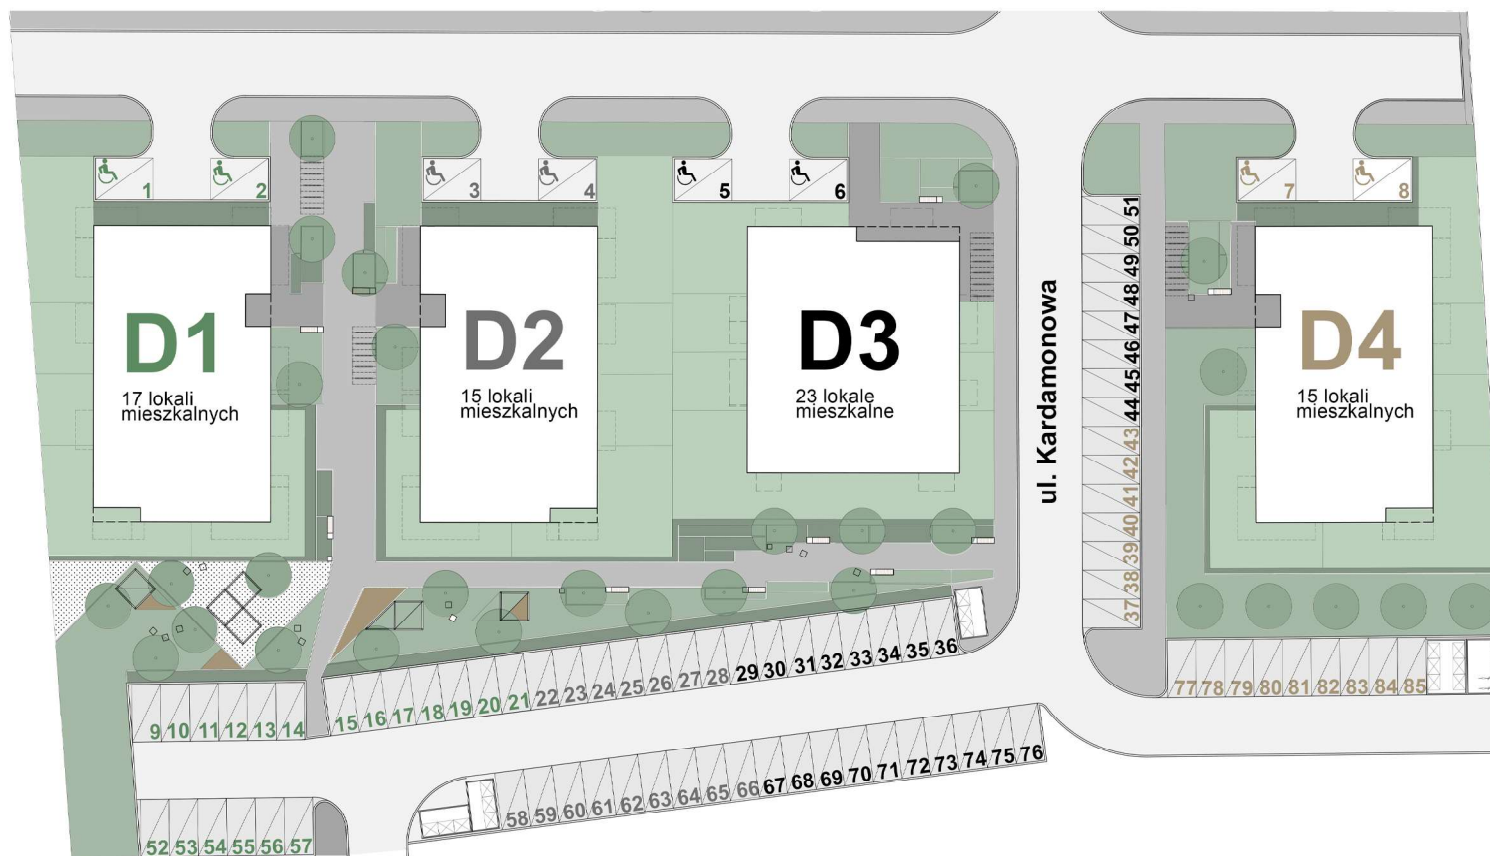 1 2 3 4 5 6 7 8
D1
17 lokali
mieszkalnych
D2
15 lokali
mieszkalnych
D3
23 lokale
mieszkalne
ul. Kardamonowa
51
50
49
48
47
46
45
44
43
42
41
40
39
38
37
D4
15 lokali
mieszkalnych
9 10 11 12 13 14
15 16 17 18 19 20 21 22 23 24 25 26 27 28 29 30 31 32 33 34 35 36
77 78 79 80 81 82 83 84 85
52 53 54 55 56 57
58 59 60 61 62 63 64 65 66 67 68 69 70 71 72 73 74 75 76